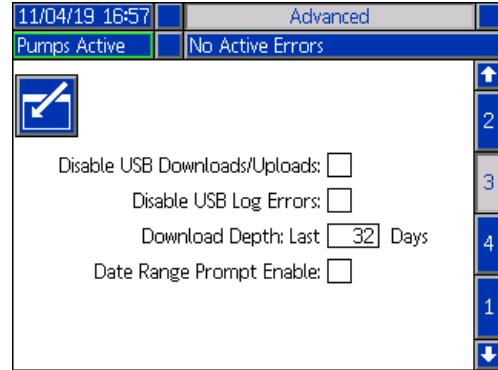 11/04/19 16:57 Advanced
Pumps Active No Active Errors
2
Disable USB Downloads/Uploads:
3
Disable USB Log Errors:
Download Depth: Last 32 Days
4
Date Range Prompt Enable:
1